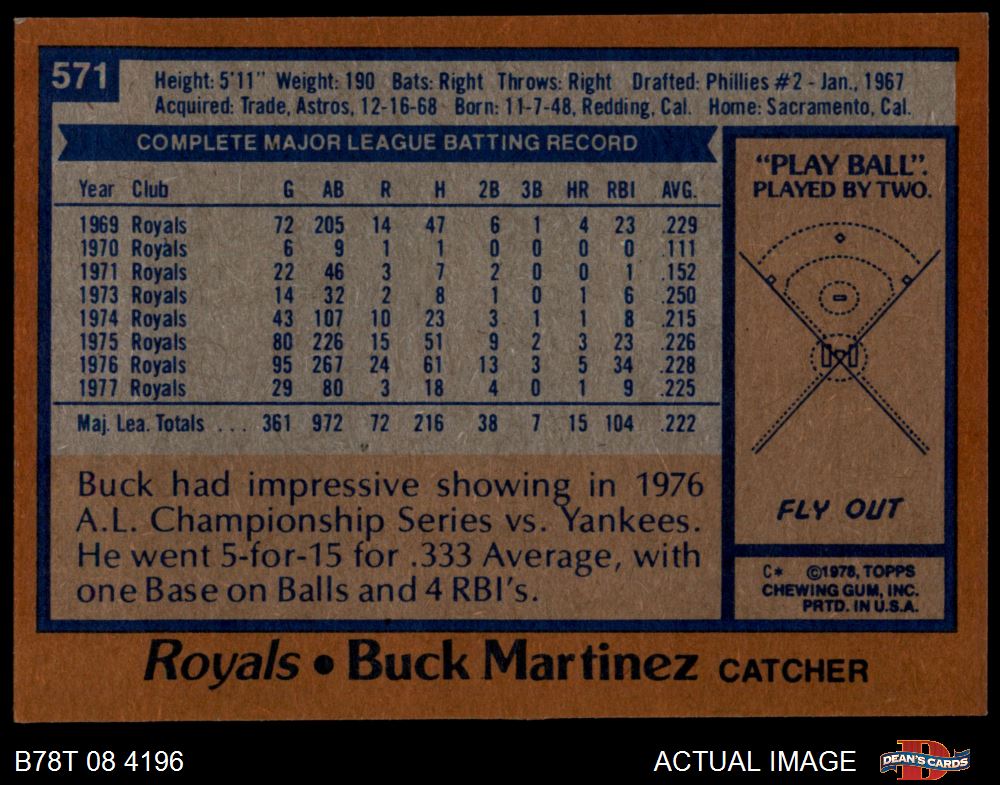 571
Height: 5'11" Weight: 190 Bats: Right Throws: Right Drafted: Phillies #2 - Jan., 1967
Acquired: Trade, Astros, 12-16-68 Born: 11-7-48, Redding, Cal. Home: Sacramento, Cal.
COMPLETE MAJOR LEAGUE BATTING RECORD
Year Club G AB R H 2B 3B HR RBI AVG.
1969 Royals 72 205 14 47 6 1 4 23 .229
1970 Royals 6 9 1 1 0 0 0 0 .111
1971 Royals 22 46 3 7 2 0 0 1 .152
1973 Royals 14 32 2 8 1 0 1 6 .250
1974 Royals 43 107 10 23 3 1 1 8 .215
1975 Royals 80 226 15 51 9 2 3 23 .226
1976 Royals 95 267 24 61 13 3 5 34 .228
1977 Royals 29 80 3 18 4 0 1 9 .225
Maj. Lea. Totals . . . 361 972 72 216 38 7 15 104 .222
Buck had impressive showing in 1976
A.L. Championship Series vs. Yankees.
He went 5-for-15 for .333 Average, with
one Base on Balls and 4 RBI's.
"PLAY BALL".
PLAYED BY TWO.
FLY OUT
C* ©1978, TOPPS
CHEWING GUM, INC.
PRTD. IN U.S.A.
Royals • Buck Martinez CATCHER
B78T 08 4196
ACTUAL IMAGE
D
DEAN'S CARDS